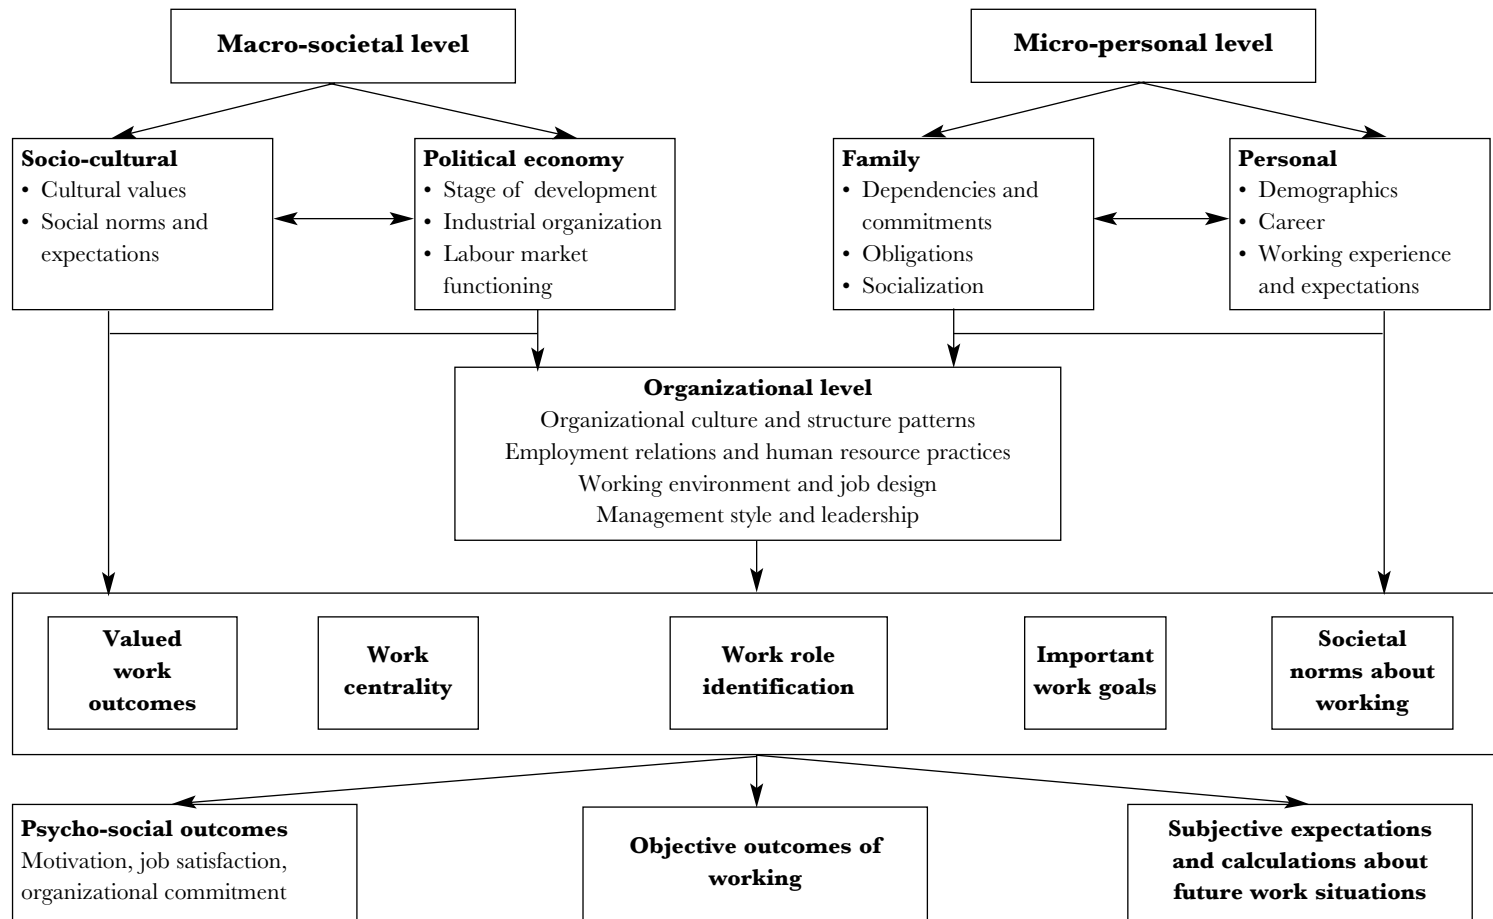 Macro-societal level
Micro-personal level
Socio-cultural
• Cultural values
• Social norms and
expectations
Political economy
• Stage of development
• Industrial organization
• Labour market
functioning
Family
• Dependencies and
commitments
• Obligations
• Socialization
Personal
• Demographics
• Career
• Working experience
and expectations
Organizational level
Organizational culture and structure patterns
Employment relations and human resource practices
Working environment and job design
Management style and leadership
Valued
work
outcomes
Work
centrality
Work role
identification
Important
work goals
Societal
norms about
working
Psycho-social outcomes
Motivation, job satisfaction,
organizational commitment
Objective outcomes of
working
Subjective expectations
and calculations about
future work situations